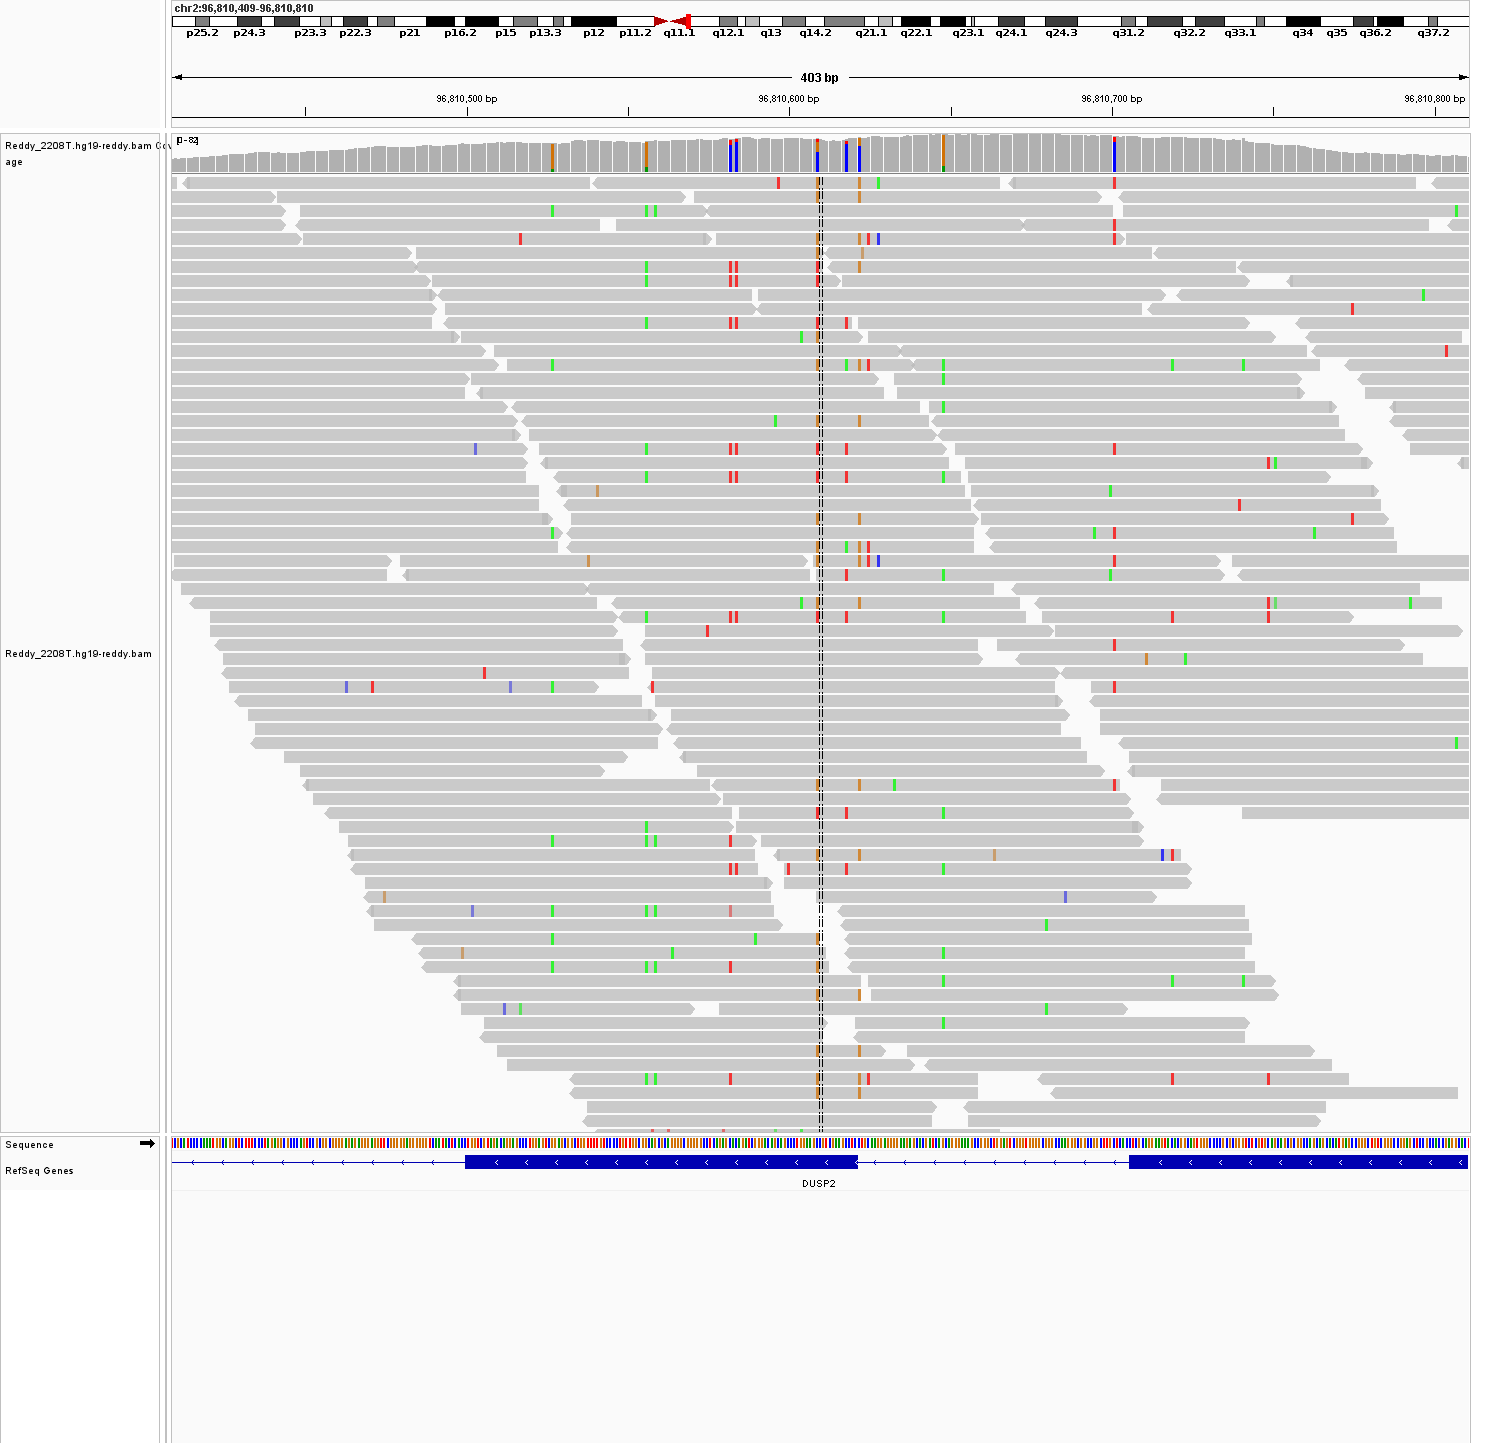 chr2:96,810,409-96,810,810
p25.2 p24.3 p23.3 p22.3 p21 p16.2 p15 p13.3 p12 p11.2 q11.1 q12.1 q13 q14.2 q21.1 q22.1 q23.1 q24.1 q24.3 q31.2 q32.2 q33.1 q34 q35 q36.2 q37.2
403 bp
96,810,500 bp 96,810,600 bp 96,810,700 bp 96,810,800 bp
Reddy_2208T.hg19-reddy.bam Cov
age
[0-82]
Reddy_2208T.hg19-reddy.bam
Sequence
RefSeq Genes
DUSP2